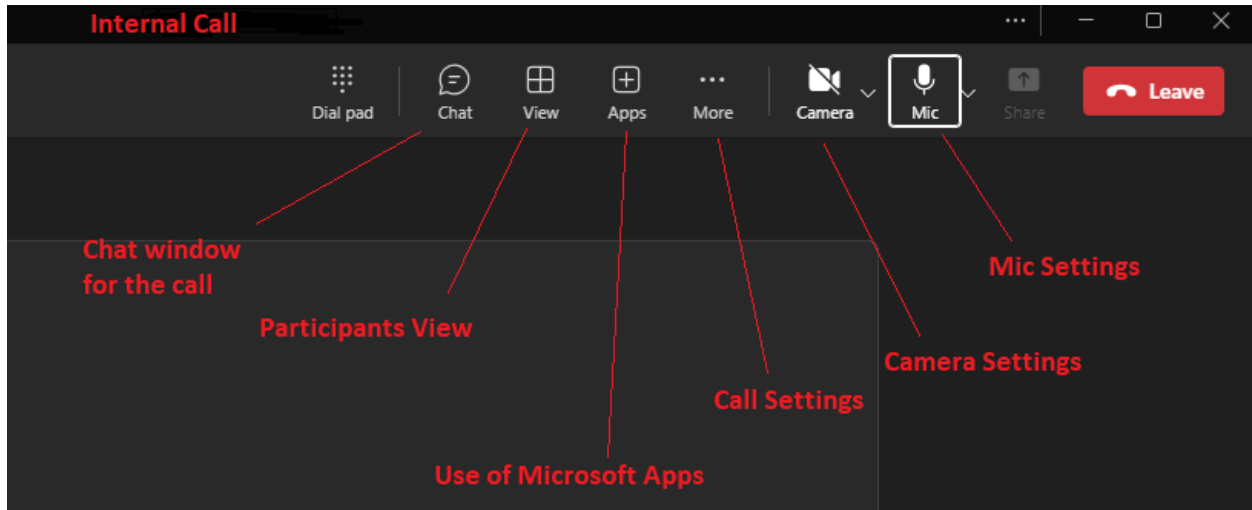 Internal Call
Dial pad
Chat
View
Apps
More
Camera
Mic
Share
Leave
Chat window
for the call
Participants View
Use of Microsoft Apps
Call Settings
Camera Settings
Mic Settings